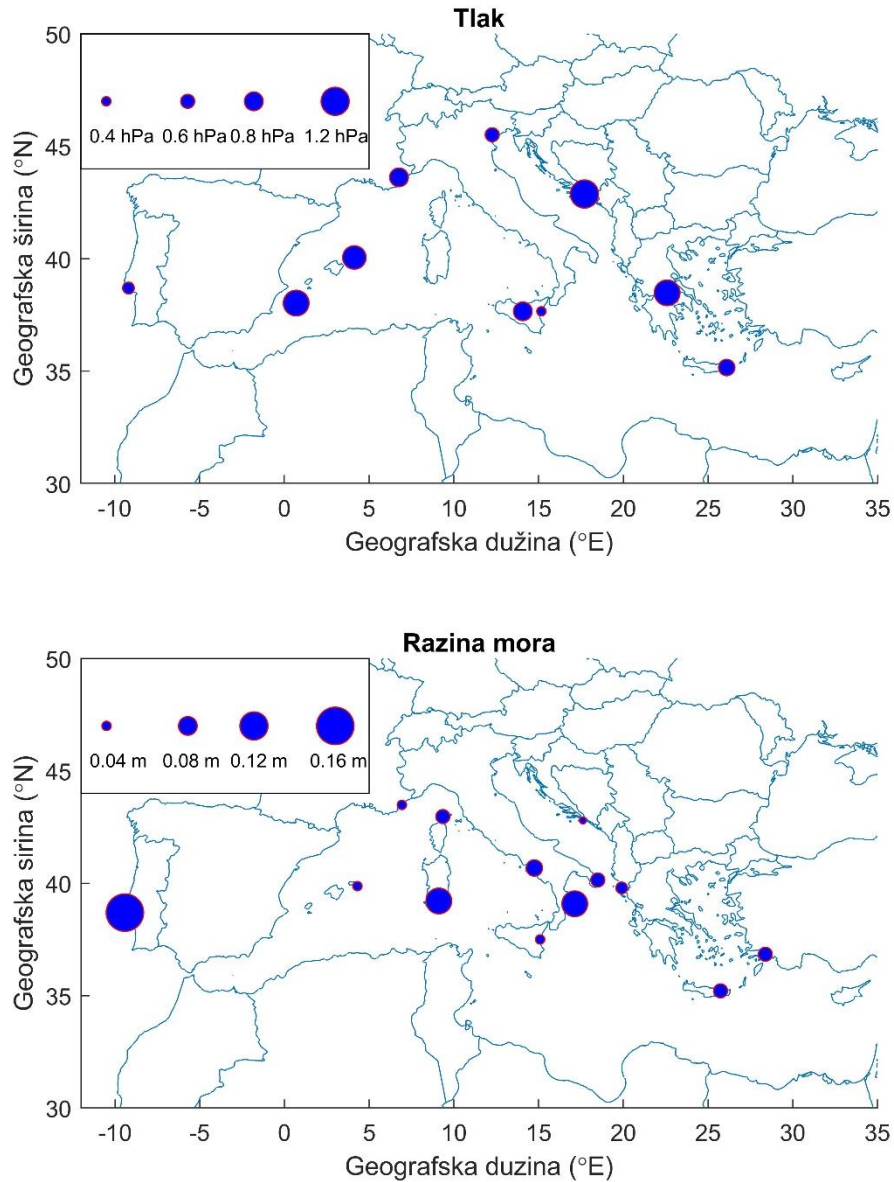 Tlak
50
45
40
35
30
Geografska širina (°N)
0.4 hPa 0.6 hPa 0.8 hPa 1.2 hPa
-10 -5 0 5 10 15 20 25 30 35
Geografska dužina (°E)
Razina mora
50
45
40
35
30
Geografska sirina (°N)
0.04 m 0.08 m 0.12 m 0.16 m
-10 -5 0 5 10 15 20 25 30 35
Geografska duzina (°E)